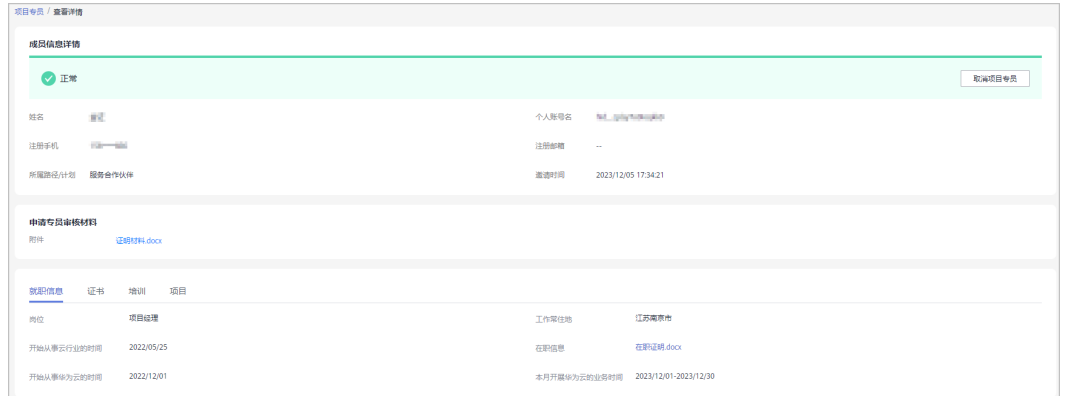 项目专员 / 查看详情
成员信息详情
正常
取消项目专员
姓名
个人账号名
注册手机
注册邮箱 --
所属路径/计划 服务合作伙伴
邀请时间 2023/12/05 17:34:21
申请专员审核材料
附件 证明材料.docx
就职信息 证书 培训 项目
岗位 项目经理
工作常住地 江苏南京市
开始从事云行业的时间 2022/05/25
在职信息 在职证明.docx
开始从事华为云的时间 2022/12/01
本月开展华为云的业务时间 2023/12/01-2023/12/30